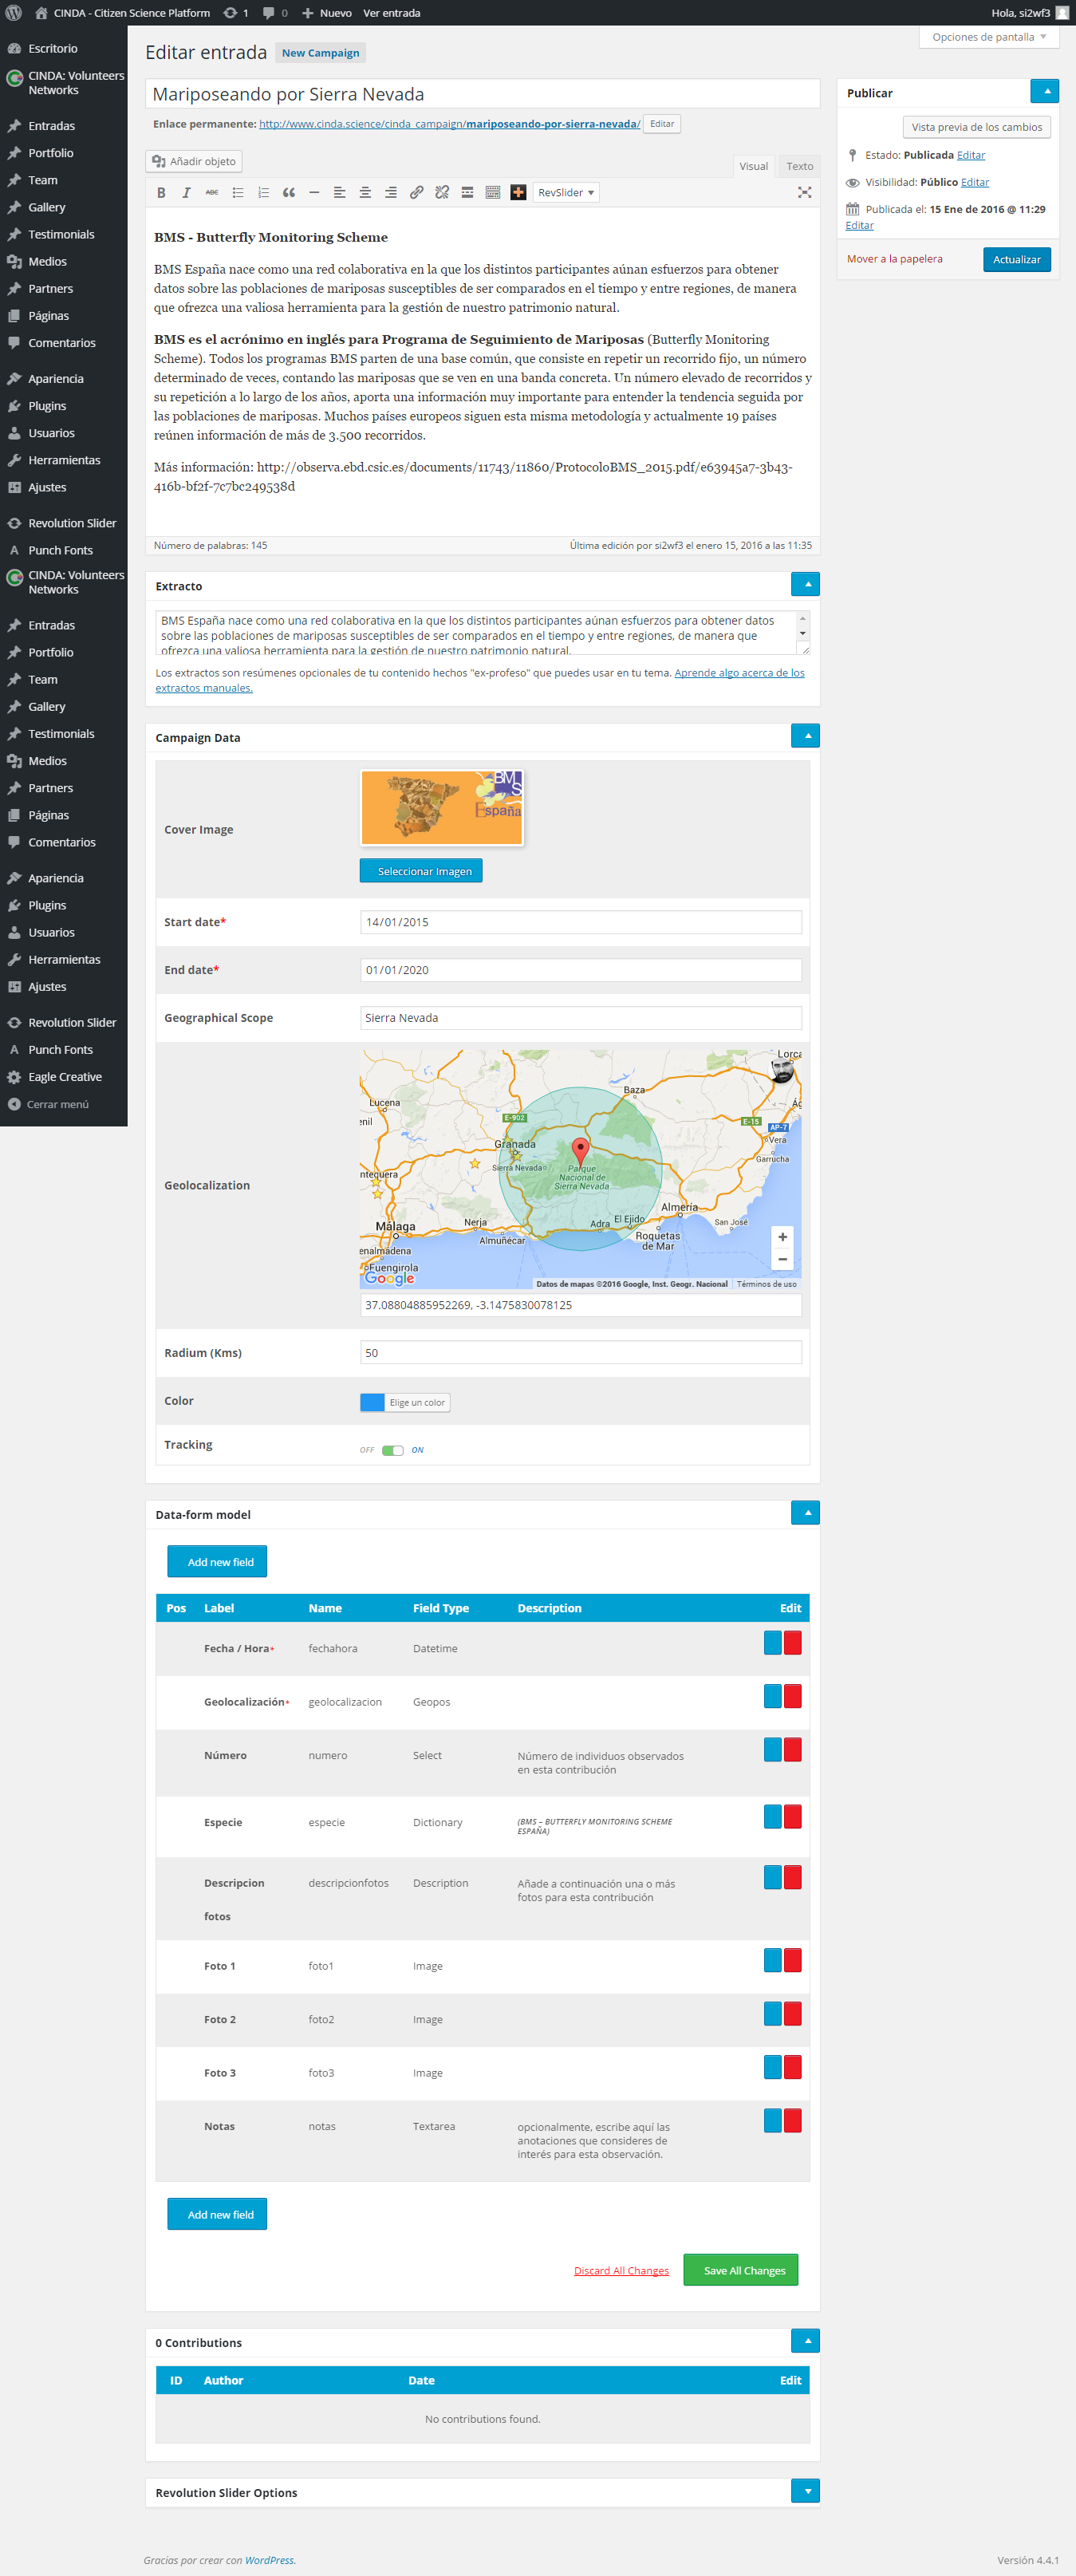 CINDA - Citizen Science Platform 1 0 Nuevo Ver entrada Hola, si2wf3
Opciones de pantalla
Escritorio
CINDA: Volunteers
Networks
Entradas
Portfolio
Team
Gallery
Testimonials
Medios
Partners
Páginas
Comentarios
Apariencia
Plugins
Usuarios
Herramientas
Ajustes
Revolution Slider
A Punch Fonts
CINDA: Volunteers
Networks
Entradas
Portfolio
Team
Gallery
Testimonials
Medios
Partners
Páginas
Comentarios
Apariencia
Plugins
Usuarios
Herramientas
Ajustes
Revolution Slider
A Punch Fonts
Eagle Creative
Cerrar menú
Editar entrada New Campaign
Mariposeando por Sierra Nevada
Enlace permanente: http://www.cinda.science/cinda_campaign/mariposeando-por-sierra-nevada/ Editar
Añadir objeto
Visual Texto
B I ABC RevSlider
BMS - Butterfly Monitoring Scheme
BMS España nace como una red colaborativa en la que los distintos participantes aúnan esfuerzos para obtener
datos sobre las poblaciones de mariposas susceptibles de ser comparados en el tiempo y entre regiones, de manera
que ofrezca una valiosa herramienta para la gestión de nuestro patrimonio natural.
BMS es el acrónimo en inglés para Programa de Seguimiento de Mariposas (Butterfly Monitoring
Scheme). Todos los programas BMS parten de una base común, que consiste en repetir un recorrido fijo, un número
determinado de veces, contando las mariposas que se ven en una banda concreta. Un número elevado de recorridos y
su repetición a lo largo de los años, aporta una información muy importante para entender la tendencia seguida por
las poblaciones de mariposas. Muchos países europeos siguen esta misma metodología y actualmente 19 países
reúnen información de más de 3.500 recorridos.
Más información: http://observa.ebd.csic.es/documents/11743/11860/ProtocoloBMS_2015.pdf/e63945a7-3b43-
416b-bf2f-7c7bc249538d
Número de palabras: 145 Última edición por si2wf3 el enero 15, 2016 a las 11:35
Publicar
Vista previa de los cambios
Estado: Publicada Editar
Visibilidad: Público Editar
Publicada el: 15 Ene de 2016 @ 11:29
Editar
Mover a la papelera Actualizar
Extracto
BMS España nace como una red colaborativa en la que los distintos participantes aúnan esfuerzos para obtener datos
sobre las poblaciones de mariposas susceptibles de ser comparados en el tiempo y entre regiones, de manera que
ofrezca una valiosa herramienta para la gestión de nuestro patrimonio natural.
Los extractos son resúmenes opcionales de tu contenido hechos "ex-profeso" que puedes usar en tu tema. Aprende algo acerca de los
extractos manuales.
Campaign Data
Cover Image
BMS
España
Seleccionar Imagen
Start date* 14/01/2015
End date* 01/01/2020
Geographical Scope Sierra Nevada
Geolocalization
Lorca
Baza
Lucena
enil
E-902
E-15
AP-7
Vera
Garrucha
Granada
Sierra Nevada
Parque
Nacional de
Sierra Nevada
ntequera
Almería
San José
Málaga
Nerja
Almuñécar
Adra
El Ejido
Roquetas
de Mar
enalmádena
Fuengirola
Google
Datos de mapas ©2016 Google, Inst. Geogr. Nacional Términos de uso
37.08804885952269, -3.1475830078125
Radium (Kms) 50
Color Elige un color
Tracking OFF ON
Data-form model
Add new field
Pos Label Name Field Type Description Edit
Fecha / Hora* fechahora Datetime
Geolocalización* geolocalizacion Geopos
Número numero Select Número de individuos observados
en esta contribución
Especie especie Dictionary (BMS – BUTTERFLY MONITORING SCHEME
ESPAÑA)
Descripcion descripcionfotos Description Añade a continuación una o más
fotos para esta contribución
fotos
Foto 1 foto1 Image
Foto 2 foto2 Image
Foto 3 foto3 Image
Notas notas Textarea opcionalmente, escribe aquí las
anotaciones que consideres de
interés para esta observación.
Add new field
Discard All Changes Save All Changes
0 Contributions
ID Author Date Edit
No contributions found.
Revolution Slider Options
Gracias por crear con WordPress. Versión 4.4.1